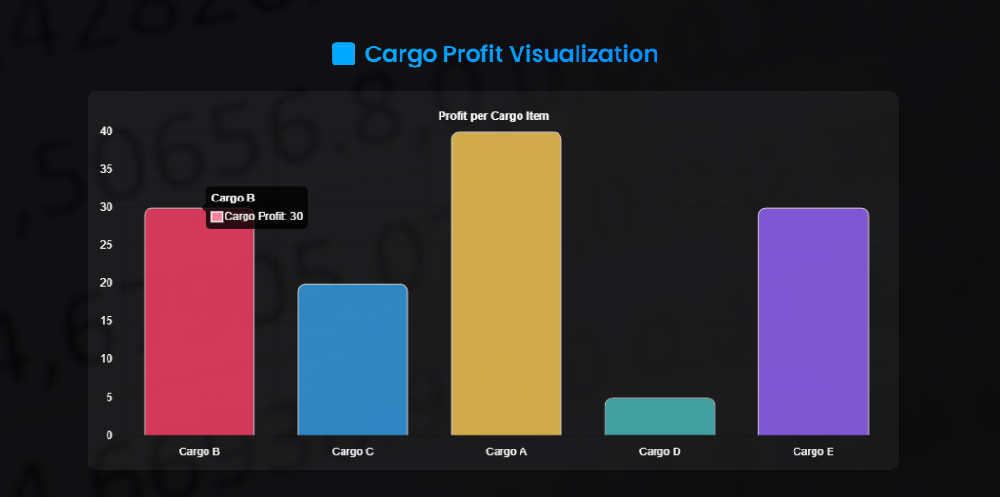 Cargo Profit Visualization
Profit per Cargo Item
40
35
30
25
20
15
10
5
0
Cargo B
Cargo Profit: 30
Cargo B Cargo C Cargo A Cargo D Cargo E